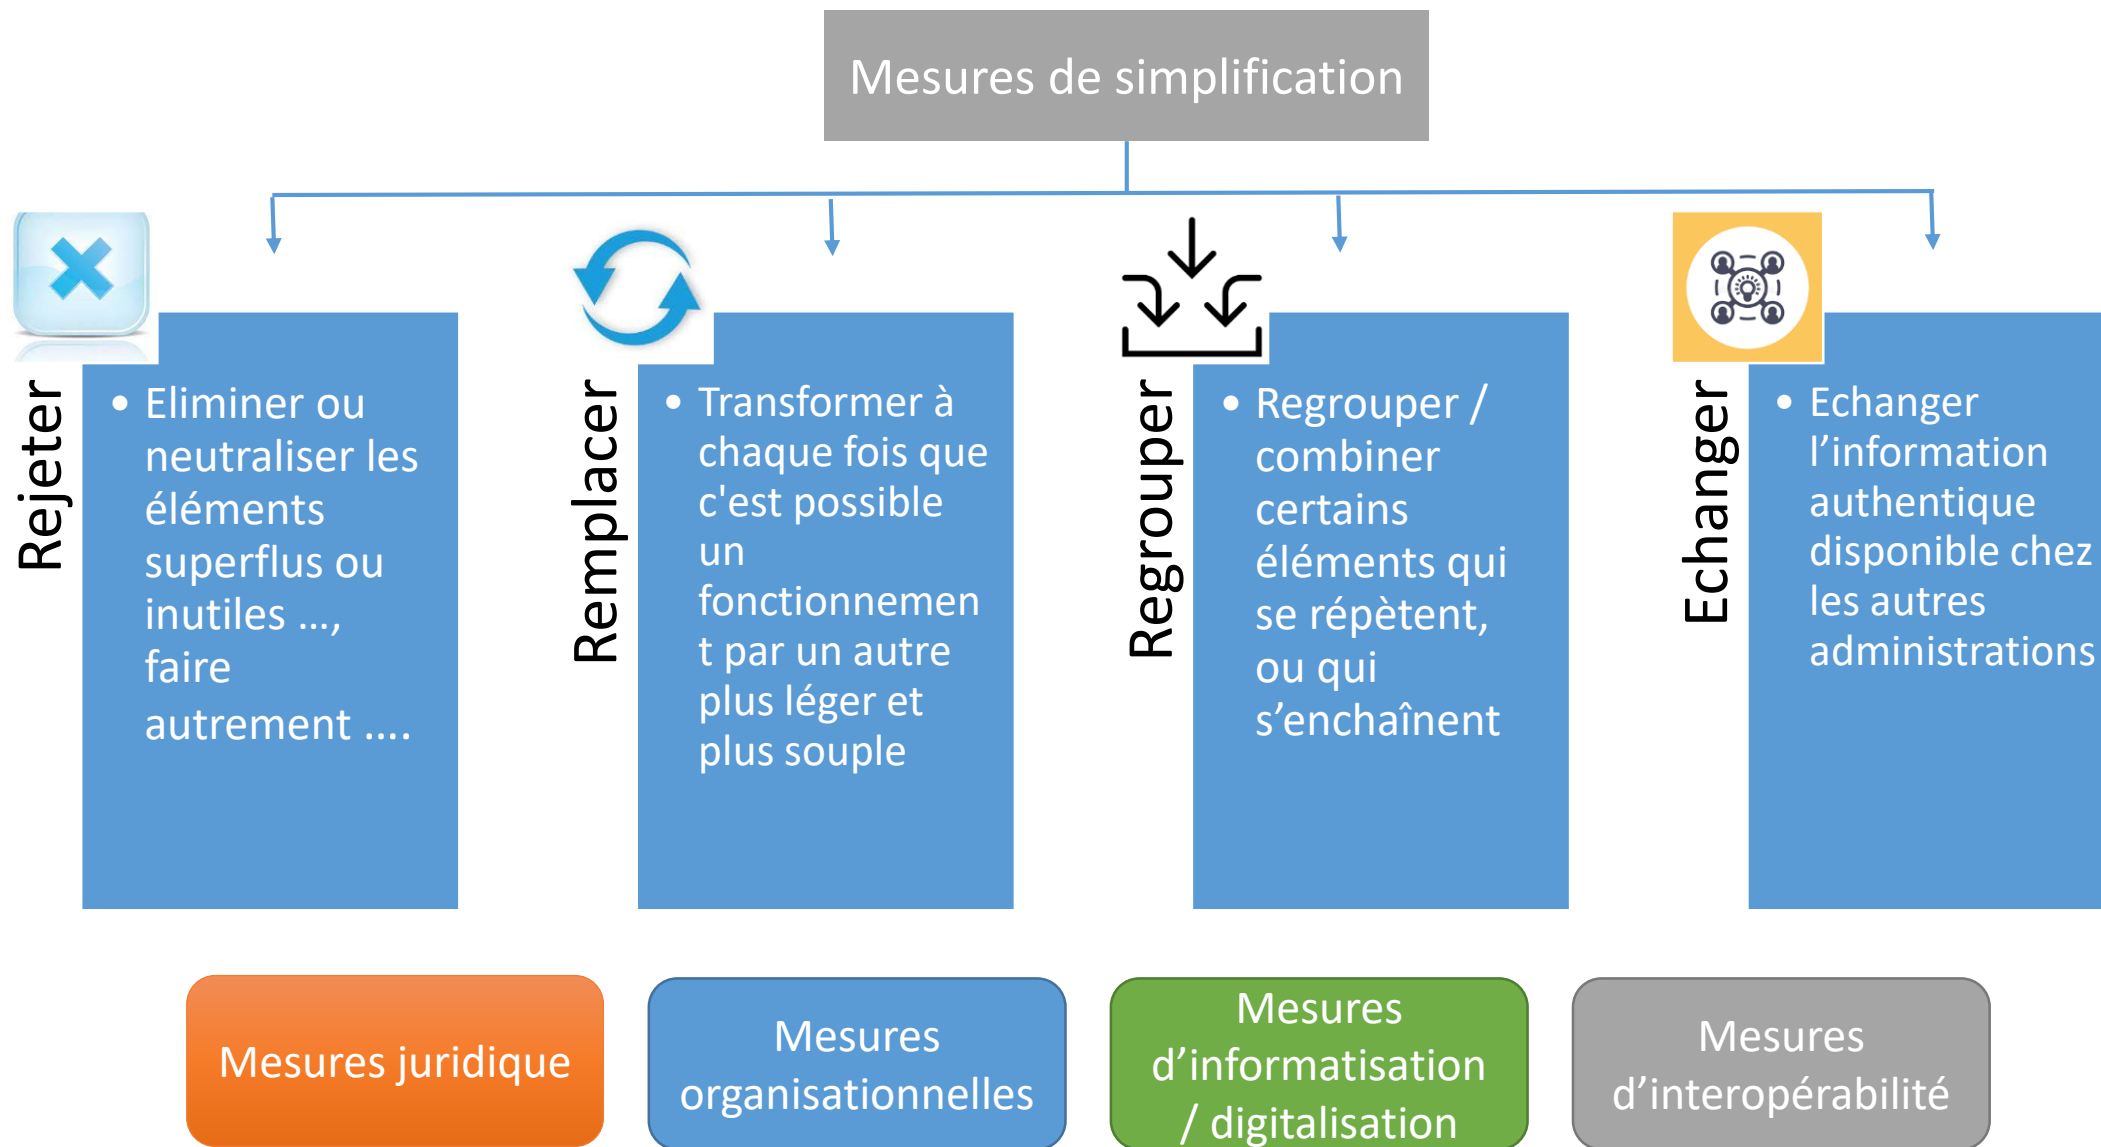 Mesures de simplification
Rejeter
• Eliminer ou
neutraliser les
éléments
superflus ou
inutiles …,
faire
autrement ….
Remplacer
• Transformer à
chaque fois que
c'est possible
un
fonctionnemen
t par un autre
plus léger et
plus souple
Regrouper
• Regrouper /
combiner
certains
éléments qui
se répètent,
ou qui
s’enchaînent
Echanger
• Echanger
l’information
authentique
disponible chez
les autres
administrations
Mesures juridique
Mesures
organisationnelles
Mesures
d’informatisation
/ digitalisation
Mesures
d’interopérabilité